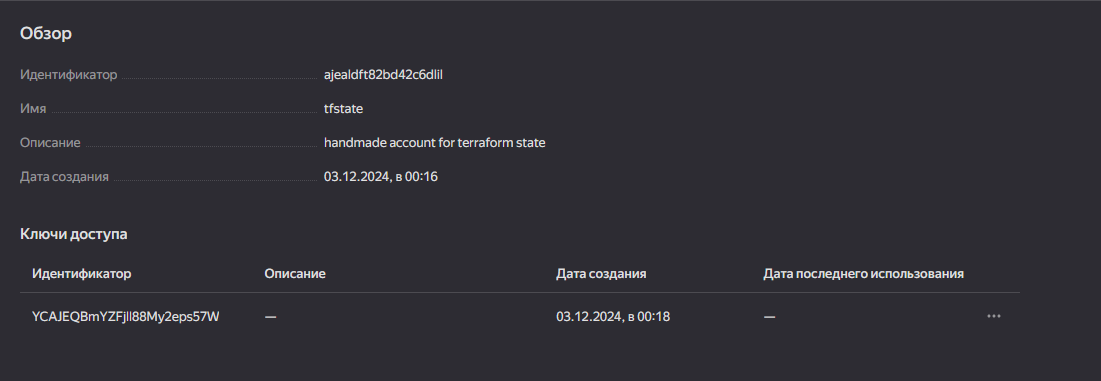 Обзор
Идентификатор ajealdft82bd42c6dlil
Имя tfstate
Описание handmade account for terraform state
Дата создания 03.12.2024, в 00:16
Ключи доступа
Идентификатор Описание Дата создания Дата последнего использования
YCAJEQBmYZFjll88My2eps57W — 03.12.2024, в 00:18 —